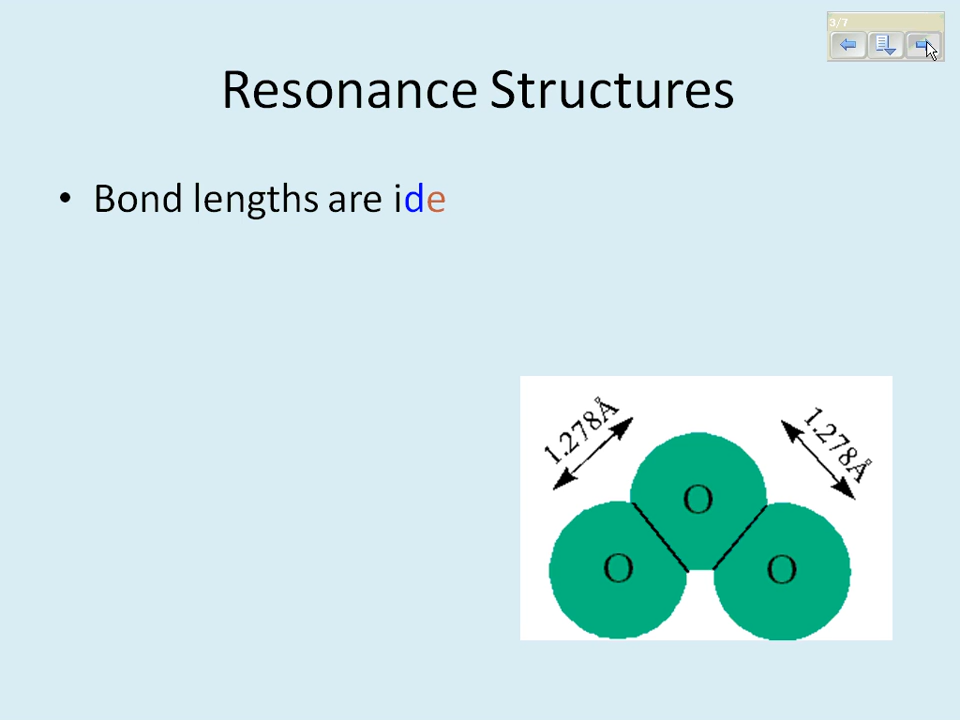 3/7
Resonance Structures
• Bond lengths are ide
1.278Å
1.278Å
O
O
O